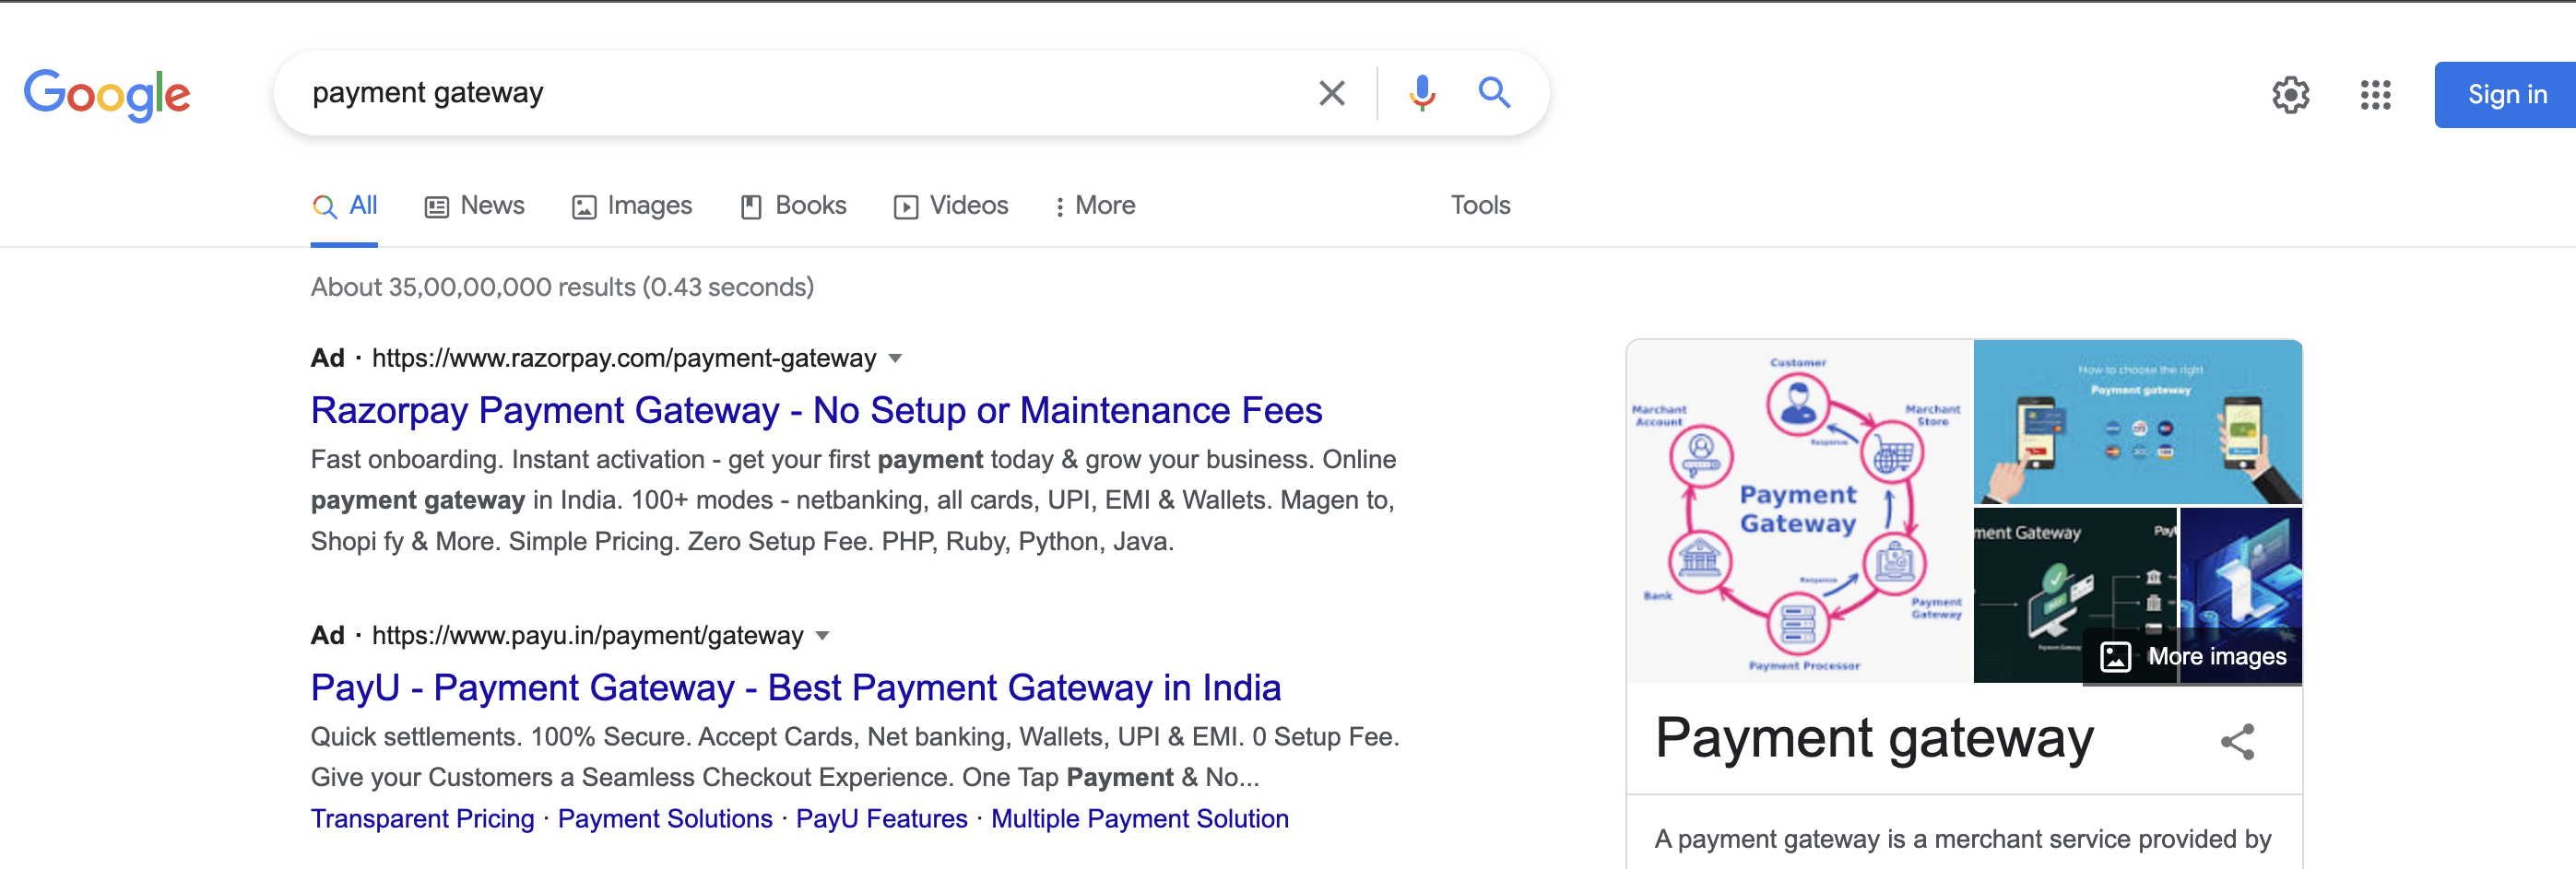 Google
payment gateway
Sign in
All
News
Images
Books
Videos
More
Tools
About 35,00,00,000 results (0.43 seconds)
Ad · https://www.razorpay.com/payment-gateway
Razorpay Payment Gateway - No Setup or Maintenance Fees
Fast onboarding. Instant activation - get your first payment today & grow your business. Online
payment gateway in India. 100+ modes - netbanking, all cards, UPI, EMI & Wallets. Magen to,
Shopi fy & More. Simple Pricing. Zero Setup Fee. PHP, Ruby, Python, Java.
Ad · https://www.payu.in/payment/gateway
PayU - Payment Gateway - Best Payment Gateway in India
Quick settlements. 100% Secure. Accept Cards, Net banking, Wallets, UPI & EMI. 0 Setup Fee.
Give your Customers a Seamless Checkout Experience. One Tap Payment & No...
Transparent Pricing · Payment Solutions · PayU Features · Multiple Payment Solution
Customer
Merchant
Account
Merchant
Store
Response
Payment
Gateway
Response
Bank
Payment
Gateway
Payment Processor
How to choose the right
Payment gateway
ment Gateway
More images
Payment gateway
A payment gateway is a merchant service provided by